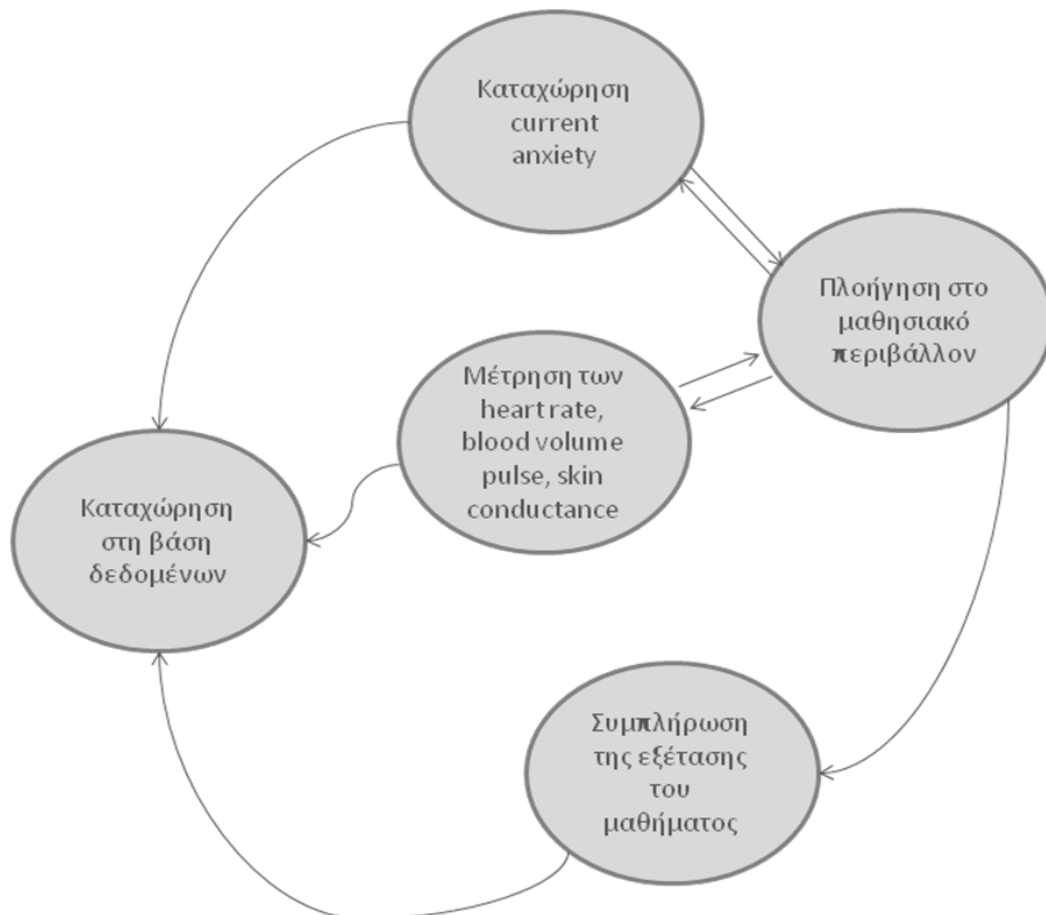 Καταχώρηση
current
anxiety
Πλοήγηση στο
μαθησιακό
περιβάλλον
Μέτρηση των
heart rate,
blood volume
pulse, skin
conductance
Καταχώρηση
στη βάση
δεδομένων
Συμπλήρωση
της εξέτασης
του
μαθήματος